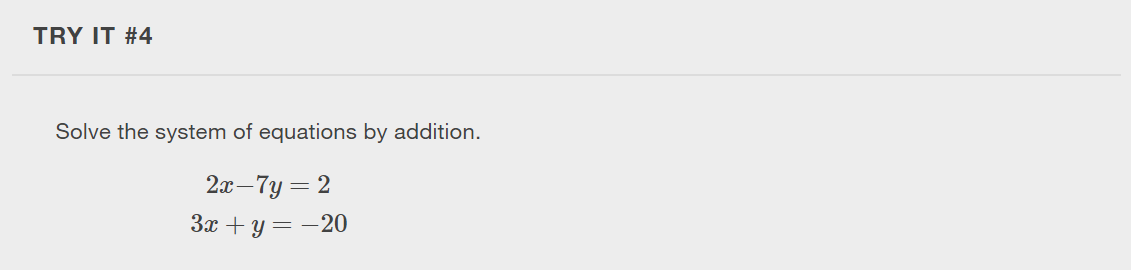 TRY IT #4
Solve the system of equations by addition.
2x−7y = 2
3x + y = −20